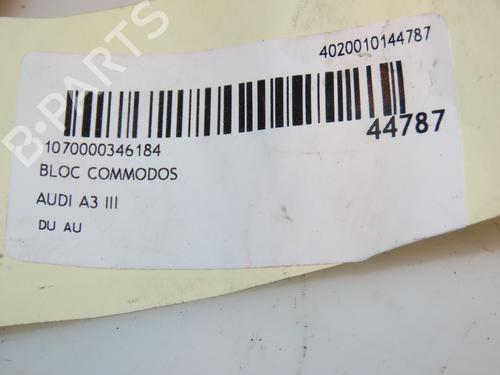 4020010144787
44787
1070000346184
BLOC COMMODOS
AUDI A3 III
DU AU
B-PARTS